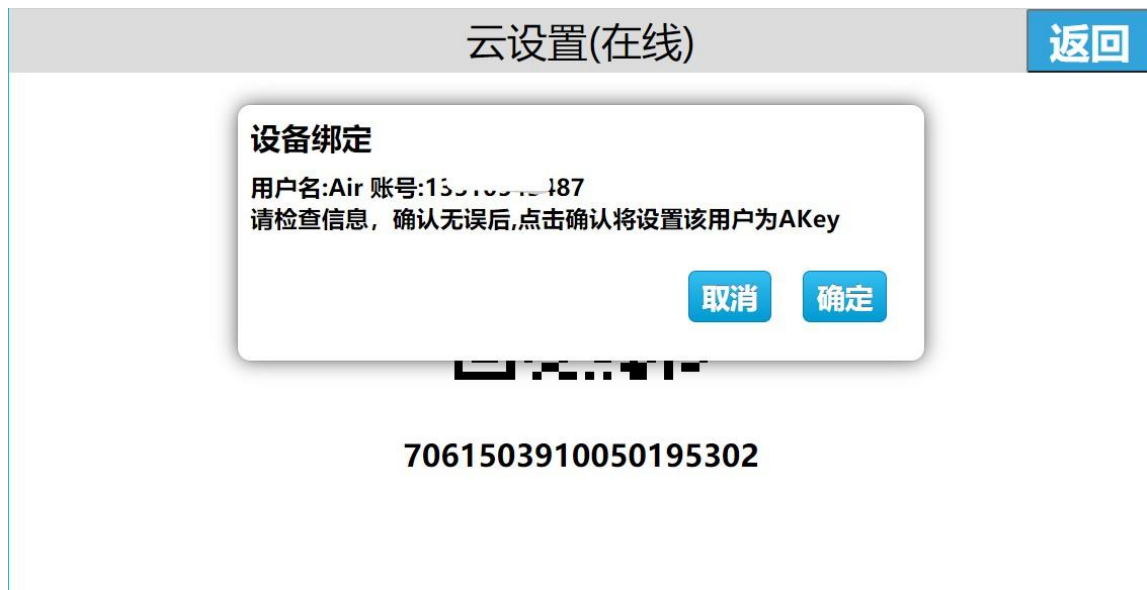 云设置(在线)
返回
设备绑定
用户名:Air 账号:
请检查信息，确认无误后,点击确认将设置该用户为AKey
取消
确定
7061503910050195302